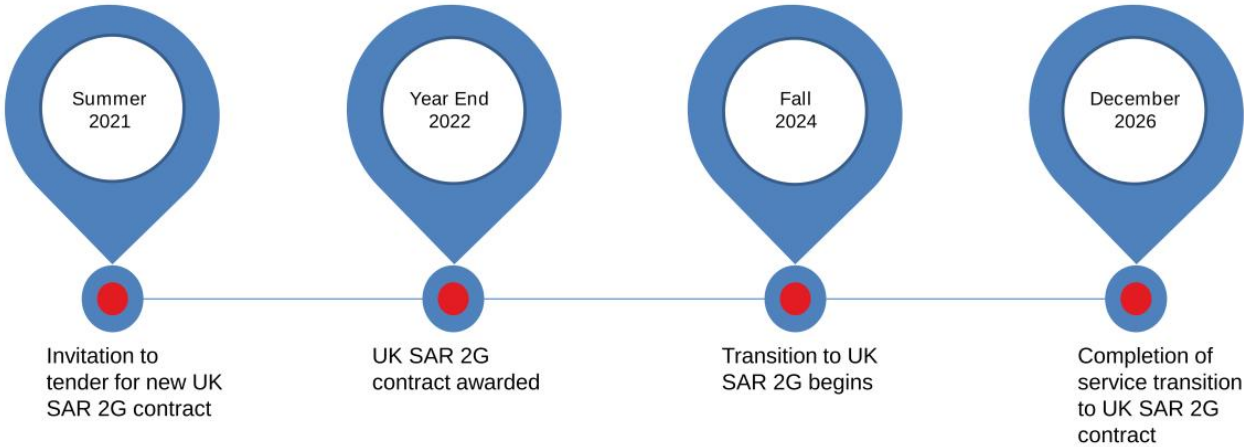 Summer
2021
Year End
2022
Fall
2024
December
2026
Invitation to
tender for new UK
SAR 2G contract
UK SAR 2G
contract awarded
Transition to UK
SAR 2G begins
Completion of
service transition
to UK SAR 2G
contract